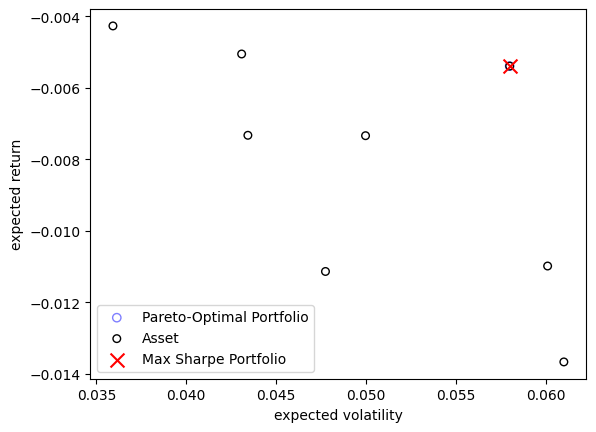 −0.004
−0.006
−0.008
−0.010
−0.012
−0.014
expected return
Pareto-Optimal Portfolio
Asset
Max Sharpe Portfolio
0.035 0.040 0.045 0.050 0.055 0.060
expected volatility